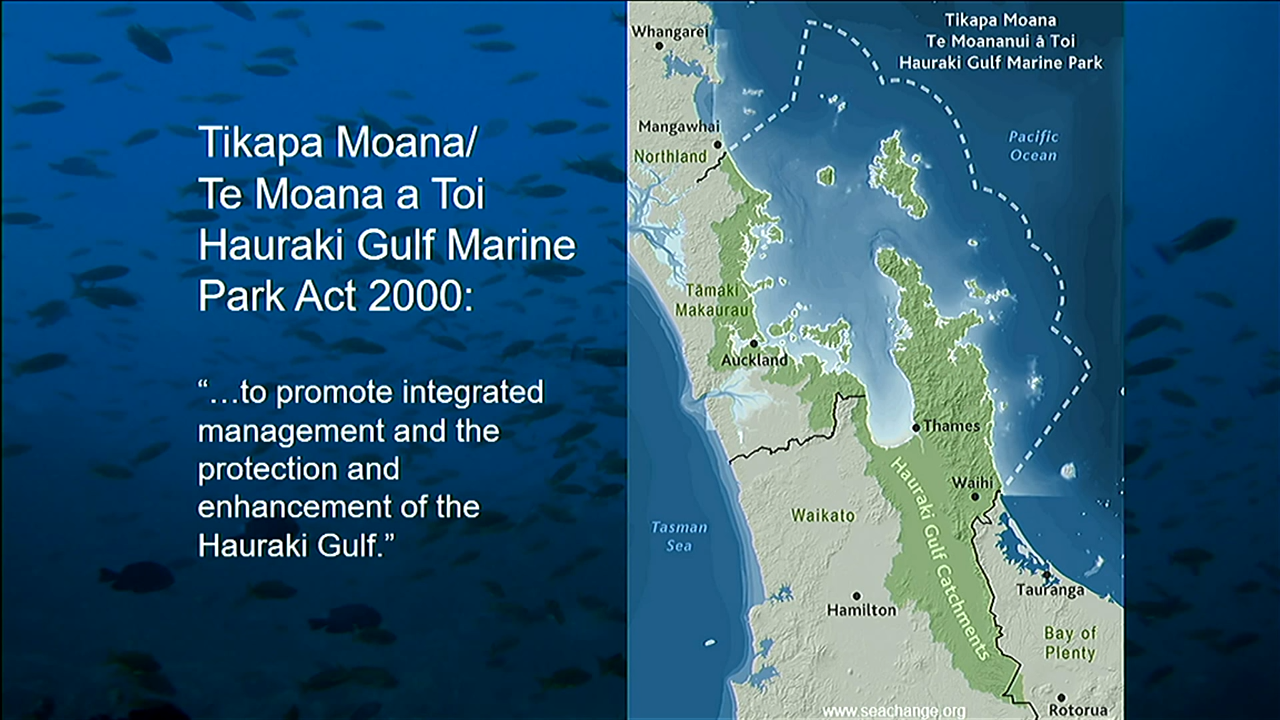 Tikapa Moana/
Te Moana a Toi
Hauraki Gulf Marine
Park Act 2000:
“…to promote integrated
management and the
protection and
enhancement of the
Hauraki Gulf.”
Tikapa Moana
Te Moananui ā Toi
Hauraki Gulf Marine Park
Whangarei
Mangawhai
Northland
Pacific
Ocean
Tāmaki
Makaurau
Auckland
Thames
Waihi
Hauraki Gulf Catchments
Waikato
Tasman
Sea
Hamilton
Tauranga
Bay of
Plenty
Rotorua
www.seachange.org